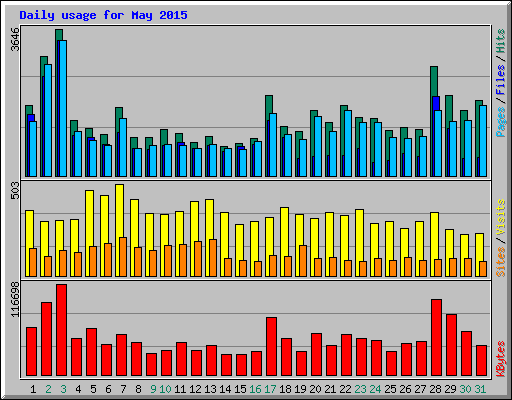 Daily usage for May 2015
3646
Pages / Files / Hits
503
Sites / Visits
116698
KBytes
1 2 3 4 5 6 7 8 9 10 11 12 13 14 15 16 17 18 19 20 21 22 23 24 25 26 27 28 29 30 31